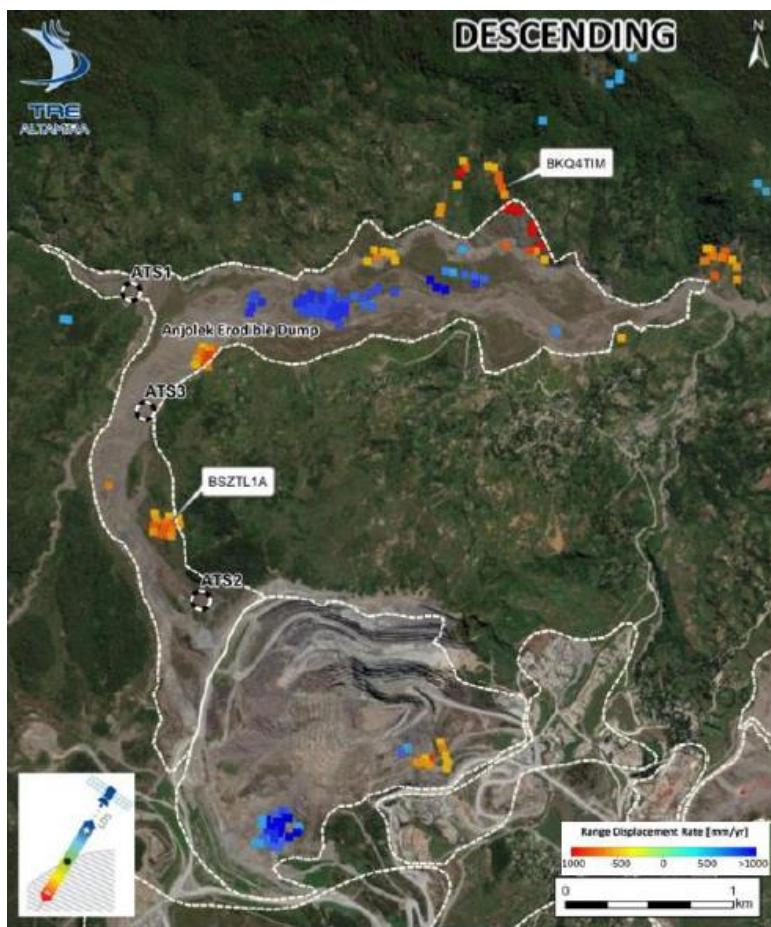 DESCENDING
N
TRE
ALTAMIRA
BKQ4TIM
ATS1
Anjolek Erodible Dump
ATS3
BSZTL1A
ATS2
LOS
Range Displacement Rate [mm/yr]
1000 -500 0 500 >1000
0 1
km